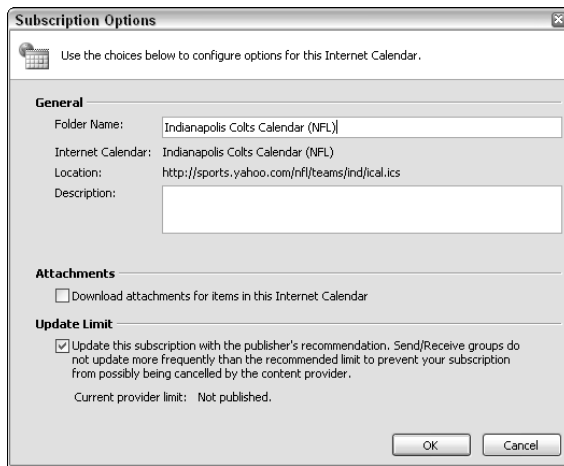 Subscription Options
Use the choices below to configure options for this Internet Calendar.
General
Folder Name: Indianapolis Colts Calendar (NFL)
Internet Calendar: Indianapolis Colts Calendar (NFL)
Location: http://sports.yahoo.com/nfl/teams/ind/ical.ics
Description:
Attachments
Download attachments for items in this Internet Calendar
Update Limit
Update this subscription with the publisher's recommendation. Send/Receive groups do
not update more frequently than the recommended limit to prevent your subscription
from possibly being cancelled by the content provider.
Current provider limit: Not published.
OK Cancel